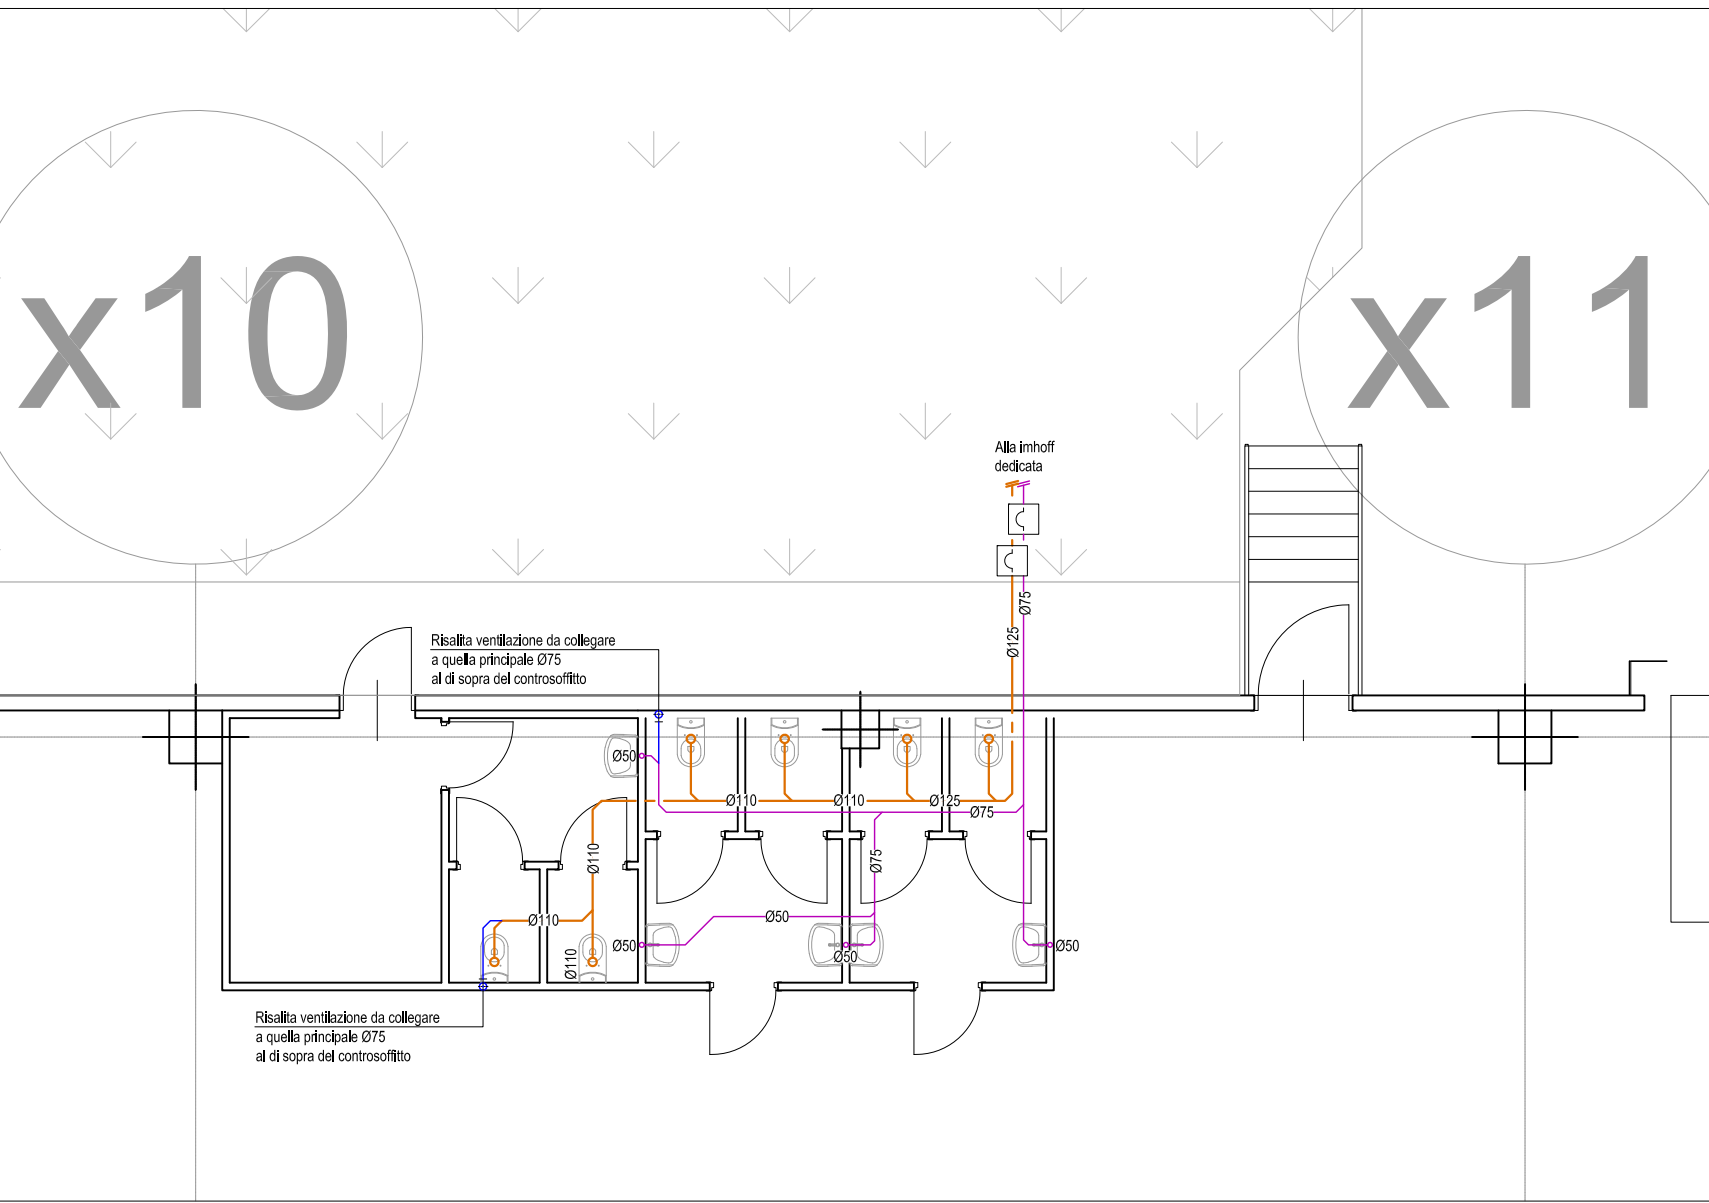 x10
x11
Alla imhoff
dedicata
Ø75
Ø125
Risalita ventilazione da collegare
a quella principale Ø75
al di sopra del controsoffitto
Ø50
Ø110
Ø110
Ø125
Ø75
Ø110
Ø75
Ø110
Ø50
Ø50
Ø110
Ø50
Ø50
Risalita ventilazione da collegare
a quella principale Ø75
al di sopra del controsoffitto